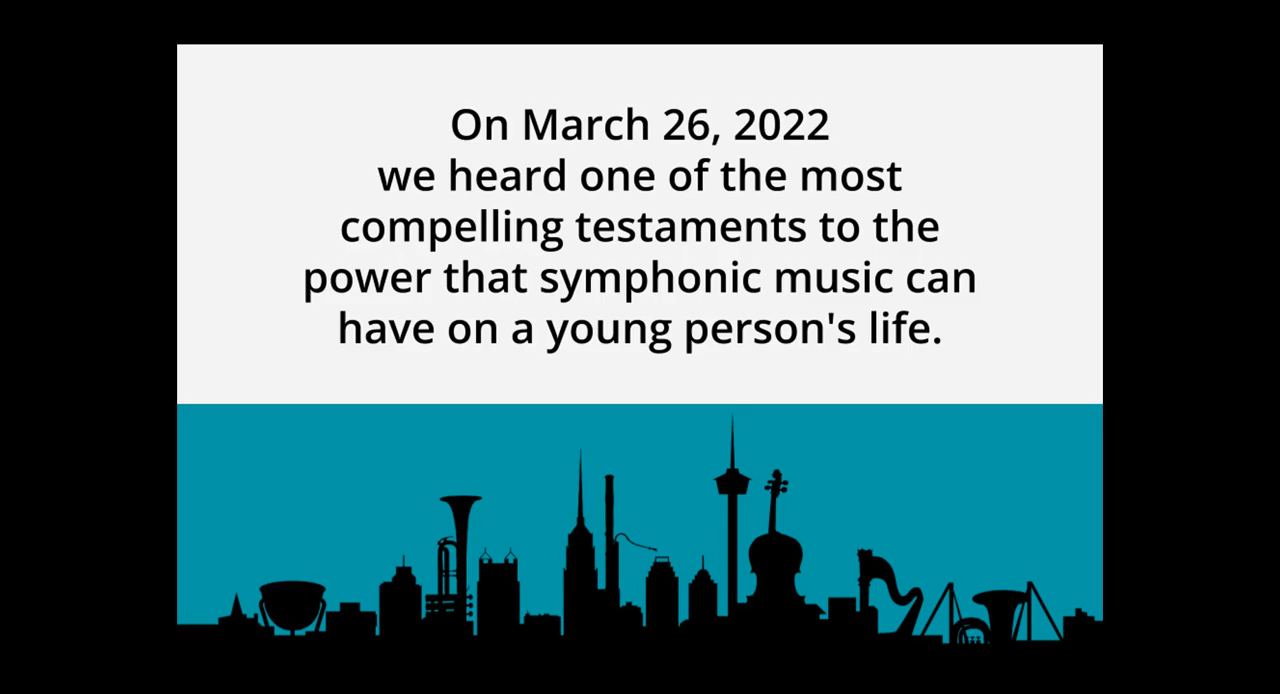 On March 26, 2022
we heard one of the most
compelling testaments to the
power that symphonic music can
have on a young person's life.